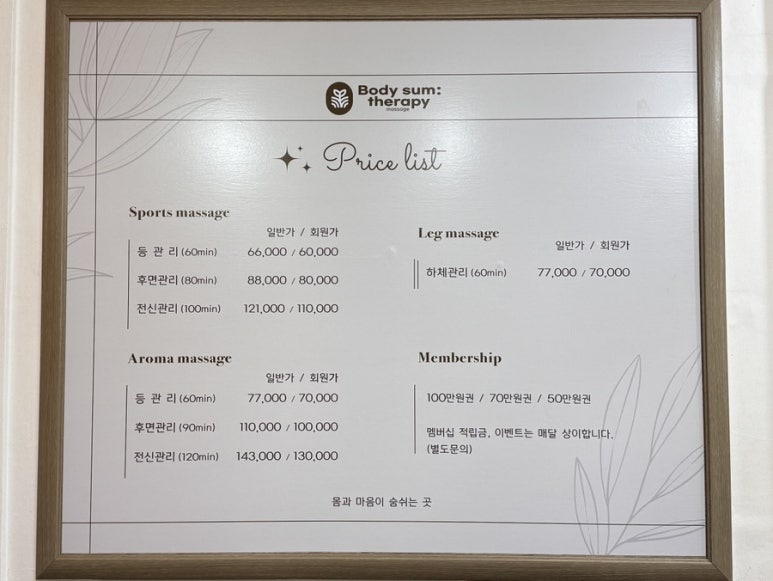 Body sum:
therapy
massage
Price list
Sports massage
일반가 / 회원가
등 관 리 (60min) 66,000 / 60,000
후면관리 (80min) 88,000 / 80,000
전신관리 (100min) 121,000 / 110,000
Leg massage
일반가 / 회원가
하체관리 (60min) 77,000 / 70,000
Aroma massage
일반가 / 회원가
등 관 리 (60min) 77,000 / 70,000
후면관리 (90min) 110,000 / 100,000
전신관리 (120min) 143,000 / 130,000
Membership
100만원권 / 70만원권 / 50만원권
멤버십 적립금, 이벤트는 매달 상이합니다.
(별도문의)
몸과 마음이 숨쉬는 곳